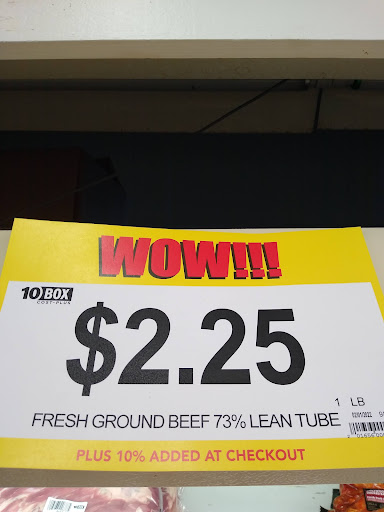 WOW!!!
10 BOX
COST-PLUS
$2.25
1 LB
FRESH GROUND BEEF 73% LEAN TUBE
PLUS 10% ADDED AT CHECKOUT